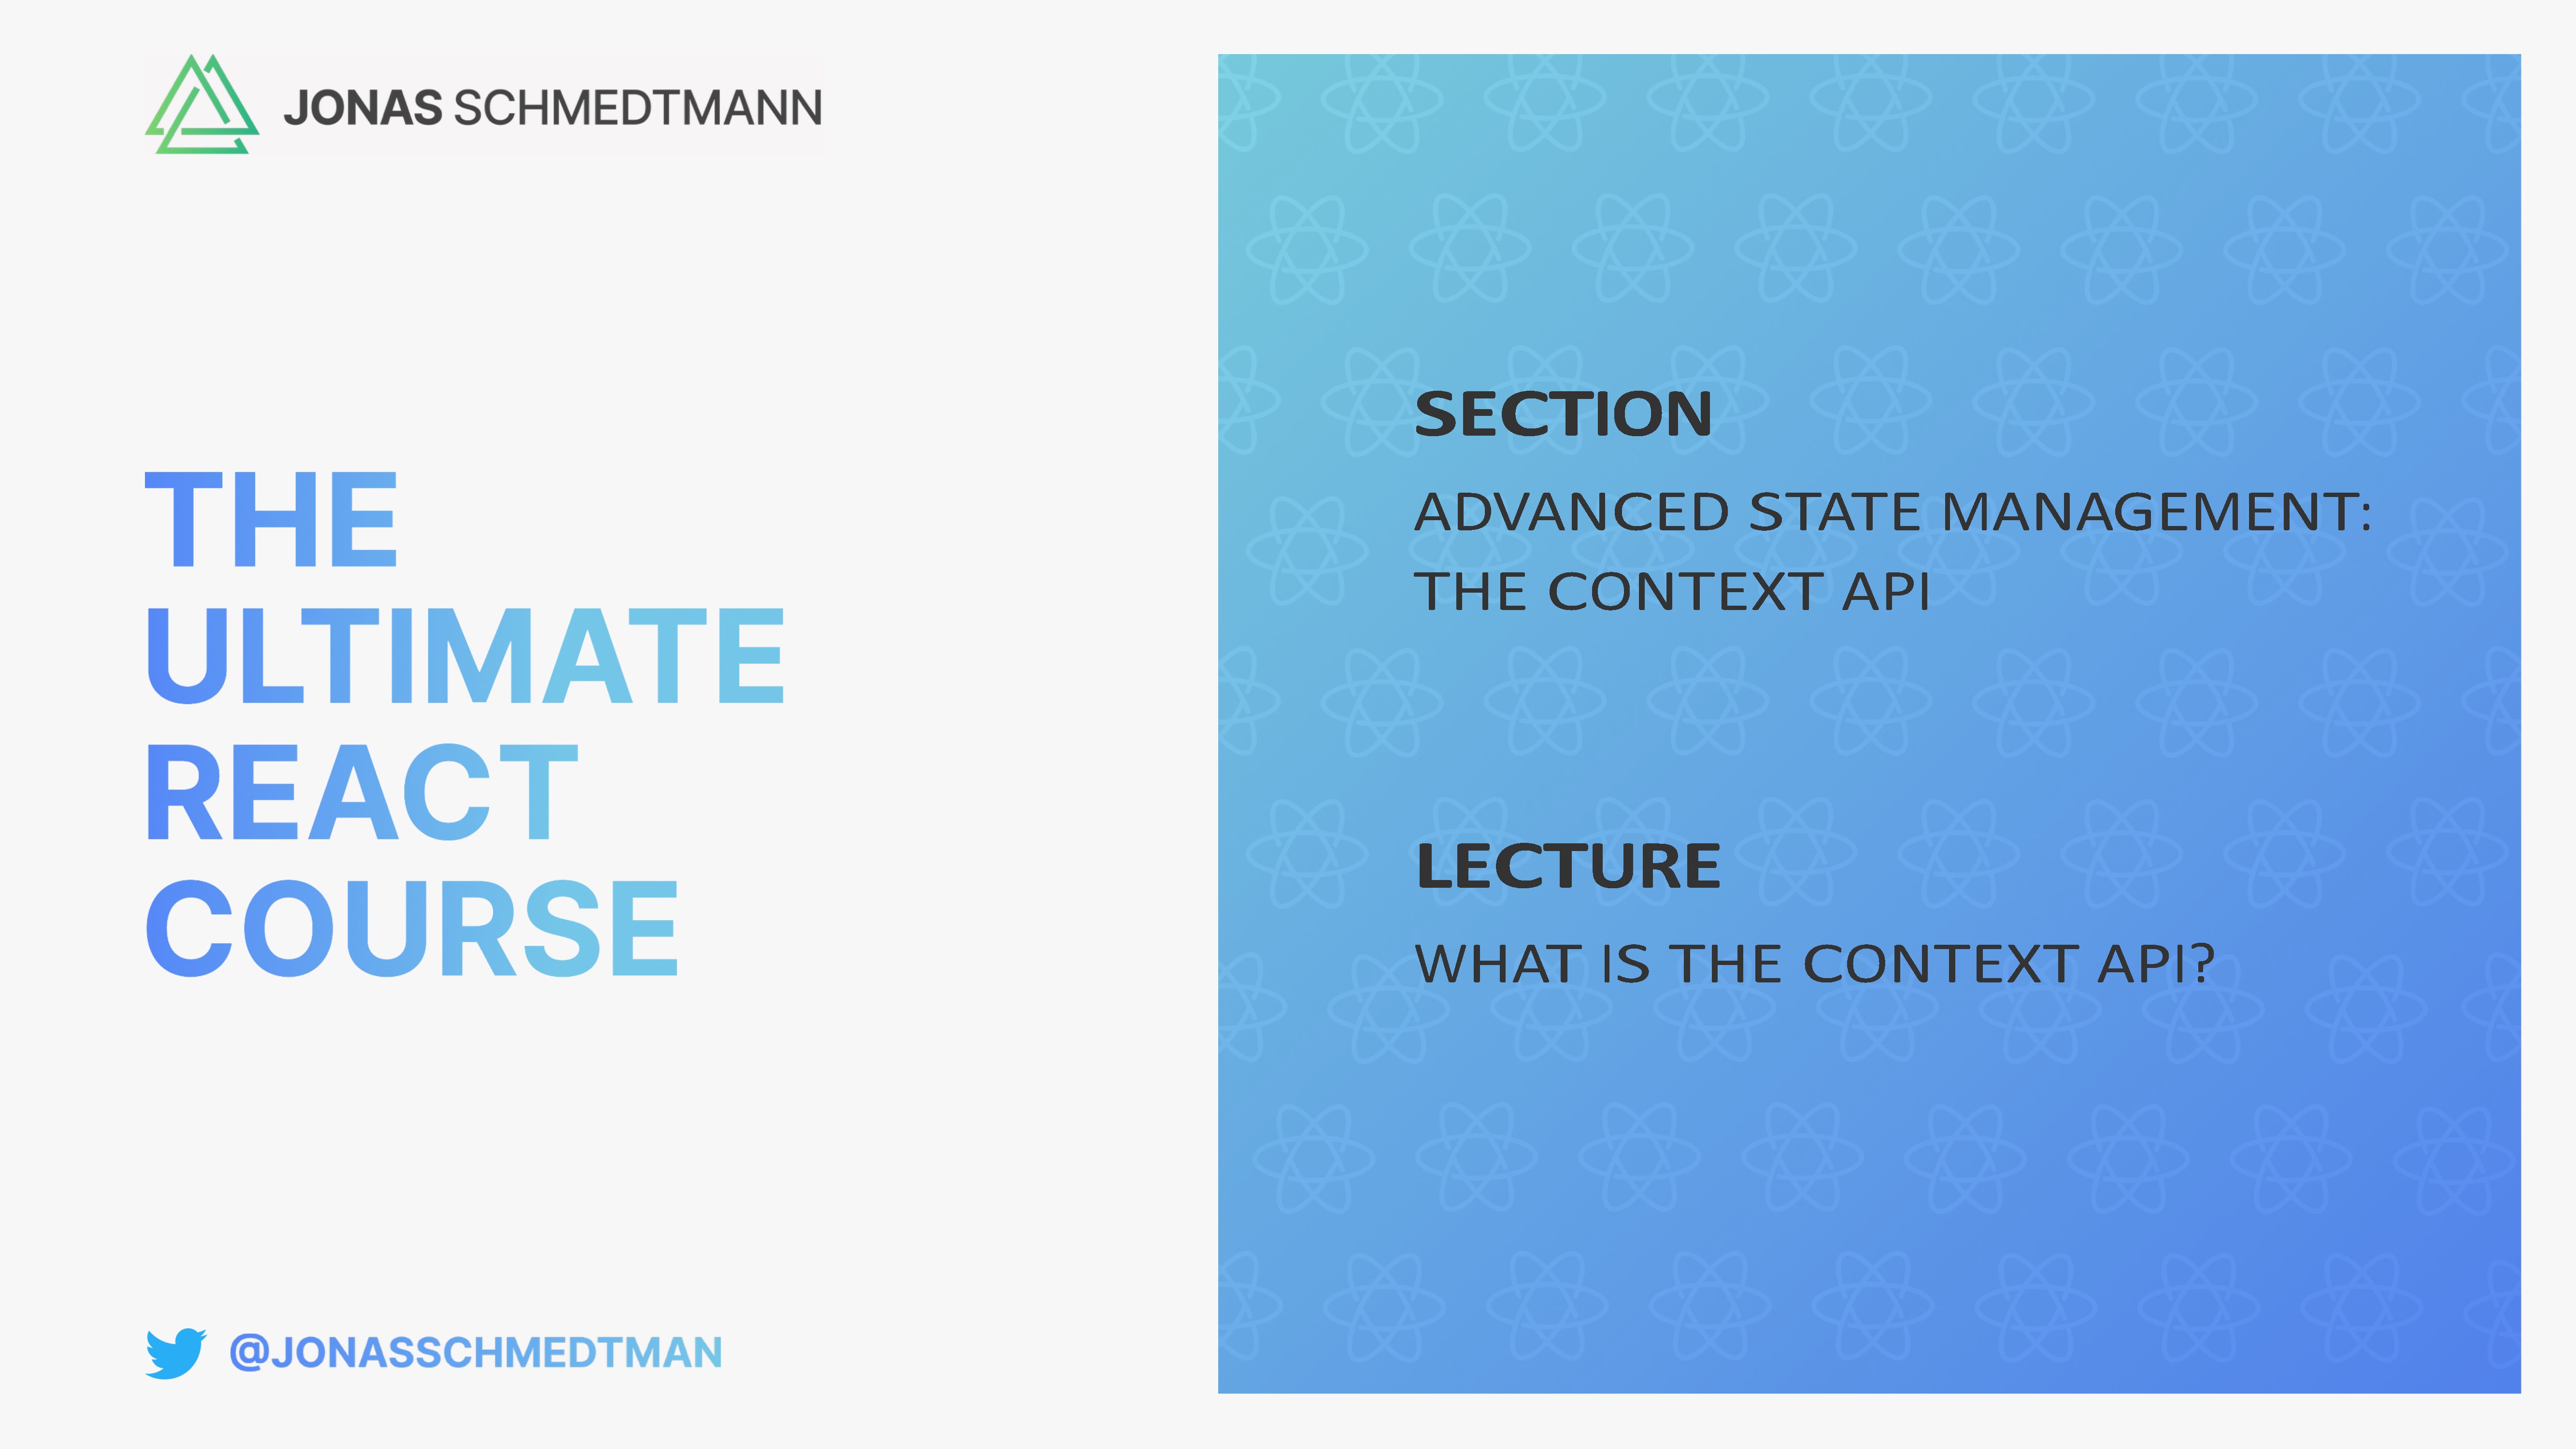 JONAS SCHMEDTMANN
THE
ULTIMATE
REACT
COURSE
@JONASSCHMEDTMAN
SECTION
ADVANCED STATE MANAGEMENT:
THE CONTEXT API
LECTURE
WHAT IS THE CONTEXT API?